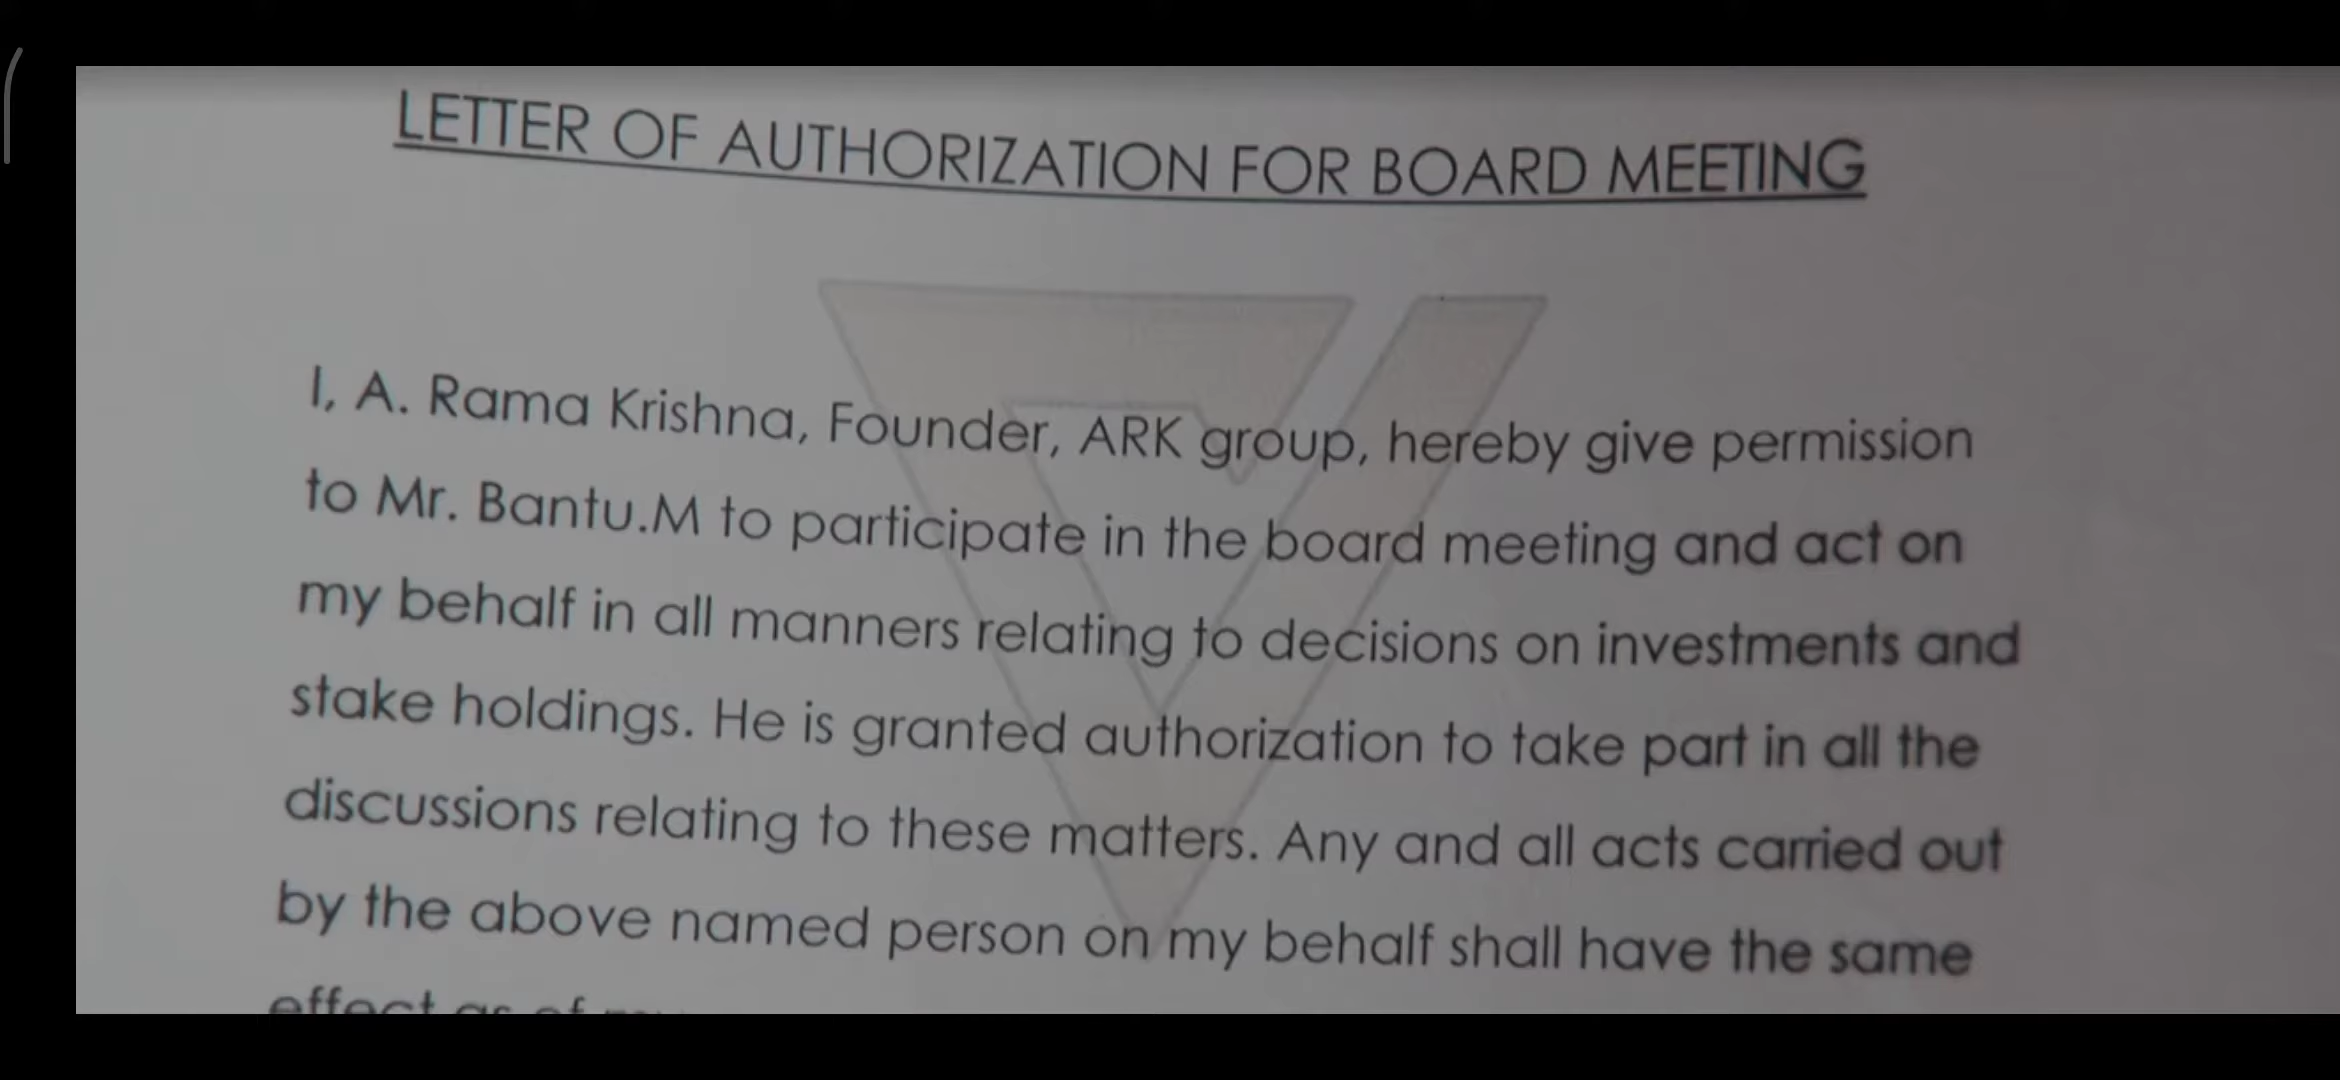 LETTER OF AUTHORIZATION FOR BOARD MEETING
I, A. Rama Krishna, Founder, ARK group, hereby give permission
to Mr. Bantu.M to participate in the board meeting and act on
my behalf in all manners relating to decisions on investments and
stake holdings. He is granted authorization to take part in all the
discussions relating to these matters. Any and all acts carried out
by the above named person on my behalf shall have the same
effect as of